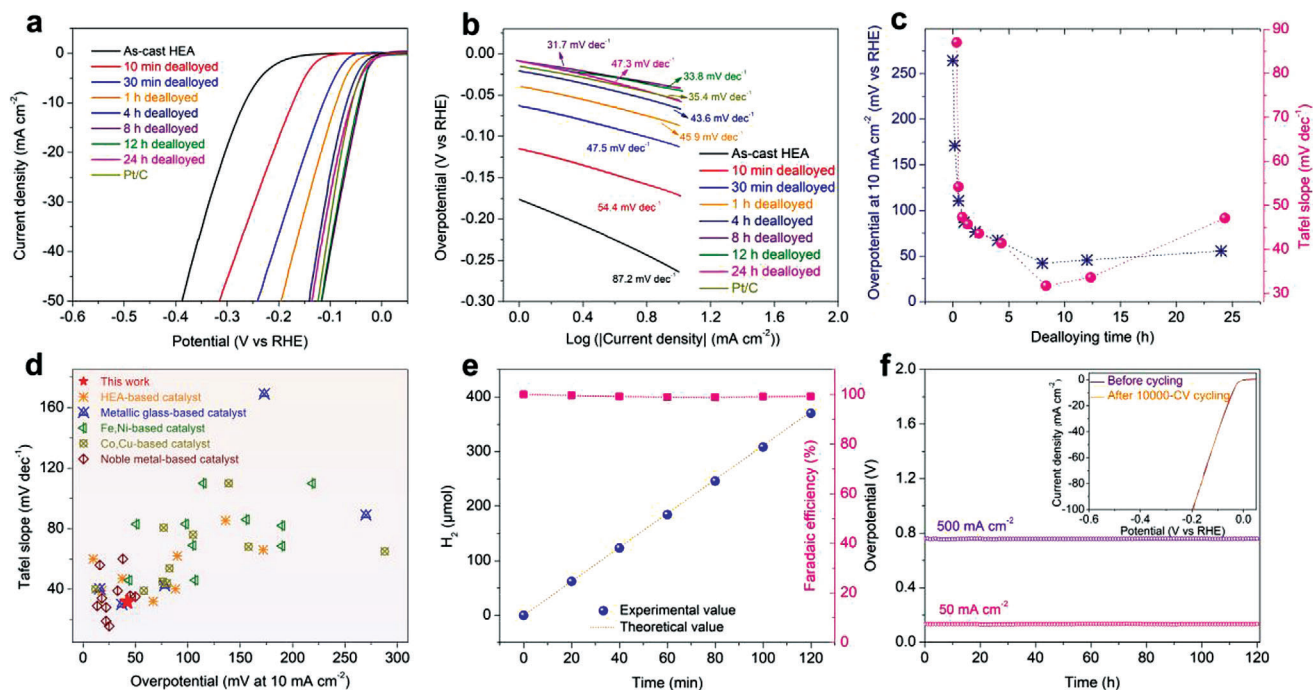 a
Current density (mA cm⁻²)
0
-10
-20
-30
-40
-50
As-cast HEA
10 min dealloyed
30 min dealloyed
1 h dealloyed
4 h dealloyed
8 h dealloyed
12 h dealloyed
24 h dealloyed
Pt/C
-0.6 -0.5 -0.4 -0.3 -0.2 -0.1 0.0
Potential (V vs RHE)
b
Overpotential (V vs RHE)
0.00
-0.05
-0.10
-0.15
-0.20
-0.25
-0.30
31.7 mV dec⁻¹
47.3 mV dec⁻¹
33.8 mV dec⁻¹
35.4 mV dec⁻¹
43.6 mV dec⁻¹
45.9 mV dec⁻¹
47.5 mV dec⁻¹
54.4 mV dec⁻¹
87.2 mV dec⁻¹
As-cast HEA
10 min dealloyed
30 min dealloyed
1 h dealloyed
4 h dealloyed
8 h dealloyed
12 h dealloyed
24 h dealloyed
Pt/C
0.0 0.4 0.8 1.2 1.6 2.0
Log (|Current density| (mA cm⁻²))
c
Overpotential at 10 mA cm⁻² (mV vs RHE)
250
200
150
100
50
0
Tafel slope (mV dec⁻¹)
90
80
70
60
50
40
30
0 5 10 15 20 25
Dealloying time (h)
d
Tafel slope (mV dec⁻¹)
160
120
80
40
This work
HEA-based catalyst
Metallic glass-based catalyst
Fe,Ni-based catalyst
Co,Cu-based catalyst
Noble metal-based catalyst
0 50 100 150 200 250 300
Overpotential (mV at 10 mA cm⁻²)
e
H₂ (μmol)
400
300
200
100
0
Faradaic efficiency (%)
100
80
60
40
20
0
Experimental value
Theoretical value
0 20 40 60 80 100 120
Time (min)
f
Overpotential (V)
2.0
1.6
1.2
0.8
0.4
0.0
500 mA cm⁻²
50 mA cm⁻²
0 20 40 60 80 100 120
Time (h)
Current density (mA cm⁻²)
0
-20
-40
-60
-80
-100
Before cycling
After 10000-CV cycling
-0.6 -0.4 -0.2 0.0
Potential (V vs RHE)